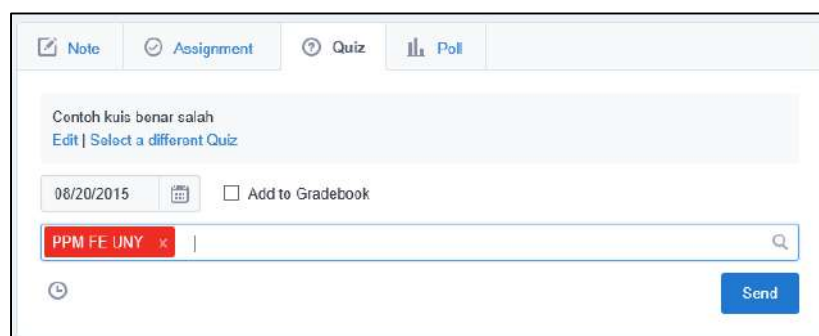 Note Assignment Quiz Poll
Contoh kuis benar salah
Edit | Select a different Quiz
08/20/2015 Add to Gradebook
PPM FE UNY x
Send